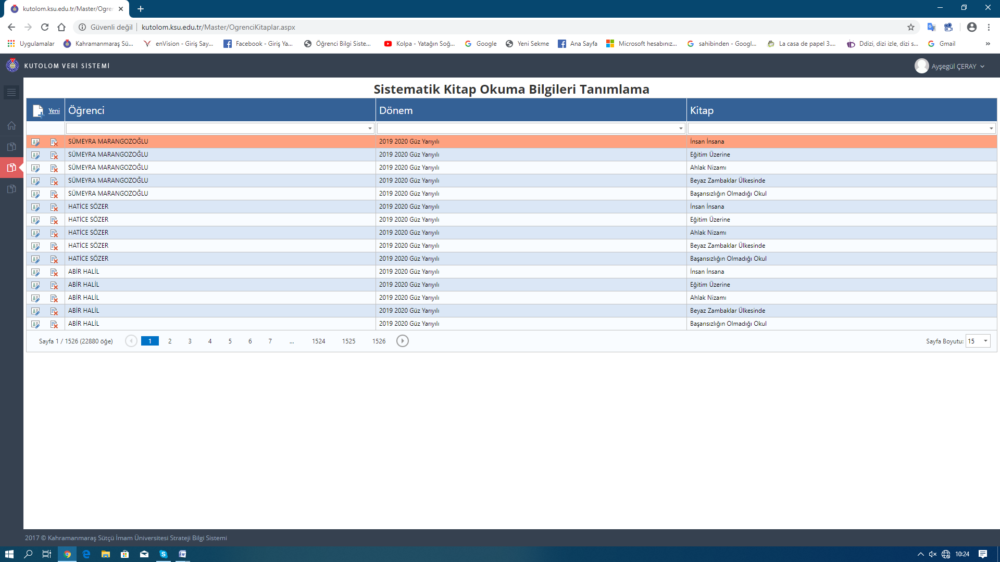 kutolom.ksu.edu.tr/Master/Ogren
Güvenli değil kutolom.ksu.edu.tr/Master/OgrenciKitaplar.aspx
Uygulamalar Kahramanmaraş Sü... enVision - Giriş Say... Facebook - Giriş Ya... Öğrenci Bilgi Siste... Kolpa - Yatağın Soğ... Google Yeni Sekme Ana Sayfa Microsoft hesabınız... sahibinden - Googl... La casa de papel 3.... Ddizi, dizi izle, dizi s... Gmail »
KUTOLOM VERİ SİSTEMİ Ayşegül ÇERAY
Sistematik Kitap Okuma Bilgileri Tanımlama
Yeni Öğrenci Dönem Kitap
SÜMEYRA MARANGOZOĞLU 2019 2020 Güz Yarıyılı İnsan İnsana
SÜMEYRA MARANGOZOĞLU 2019 2020 Güz Yarıyılı Eğitim Üzerine
SÜMEYRA MARANGOZOĞLU 2019 2020 Güz Yarıyılı Ahlak Nizamı
SÜMEYRA MARANGOZOĞLU 2019 2020 Güz Yarıyılı Beyaz Zambaklar Ülkesinde
SÜMEYRA MARANGOZOĞLU 2019 2020 Güz Yarıyılı Başarısızlığın Olmadığı Okul
HATİCE SÖZER 2019 2020 Güz Yarıyılı İnsan İnsana
HATİCE SÖZER 2019 2020 Güz Yarıyılı Eğitim Üzerine
HATİCE SÖZER 2019 2020 Güz Yarıyılı Ahlak Nizamı
HATİCE SÖZER 2019 2020 Güz Yarıyılı Beyaz Zambaklar Ülkesinde
HATİCE SÖZER 2019 2020 Güz Yarıyılı Başarısızlığın Olmadığı Okul
ABİR HALİL 2019 2020 Güz Yarıyılı İnsan İnsana
ABİR HALİL 2019 2020 Güz Yarıyılı Eğitim Üzerine
ABİR HALİL 2019 2020 Güz Yarıyılı Ahlak Nizamı
ABİR HALİL 2019 2020 Güz Yarıyılı Beyaz Zambaklar Ülkesinde
ABİR HALİL 2019 2020 Güz Yarıyılı Başarısızlığın Olmadığı Okul
Sayfa 1 / 1526 (22880 öğe) 1 2 3 4 5 6 7 ... 1524 1525 1526 Sayfa Boyutu: 15
2017 © Kahramanmaraş Sütçü İmam Üniversitesi Strateji Bilgi Sistemi
10:24